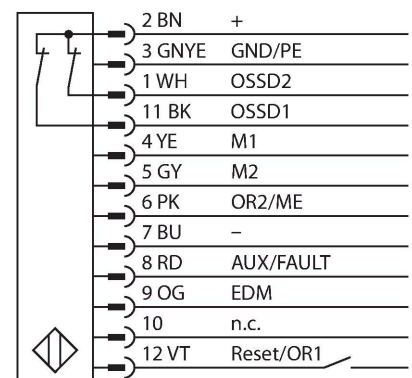 2 BN +
3 GNYE GND/PE
1 WH OSSD2
11 BK OSSD1
4 YE M1
5 GY M2
6 PK OR2/ME
7 BU –
8 RD AUX/FAULT
9 OG EDM
10 n.c.
12 VT Reset/OR1